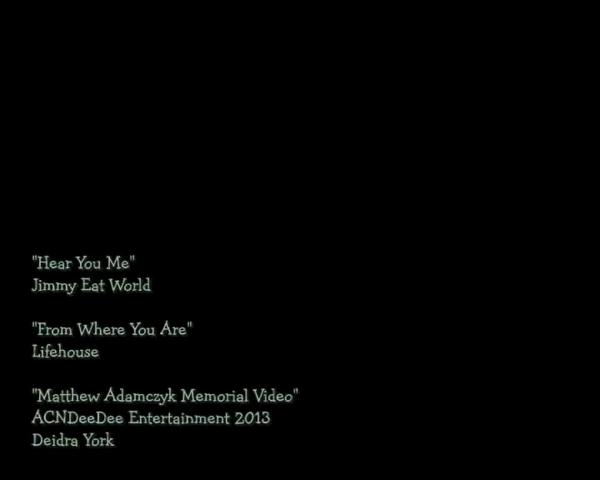 "Hear You Me"
Jimmy Eat World
"From Where You Are"
Lifehouse
"Matthew Adamczyk Memorial Video"
ACNDeeDee Entertainment 2013
Deidra York